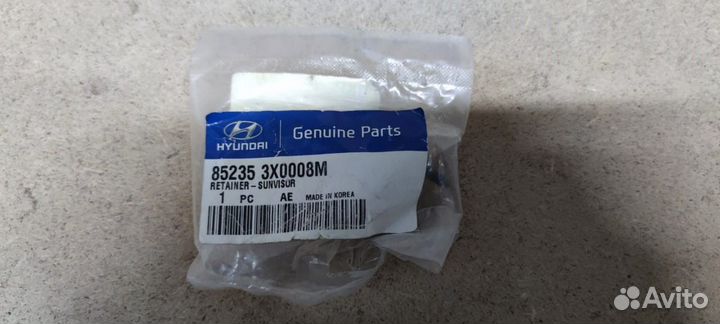 HYUNDAI
Genuine Parts
85235 3X0008M
RETAINER-SUNVISOR
1 PC AE MADE IN KOREA
Avito